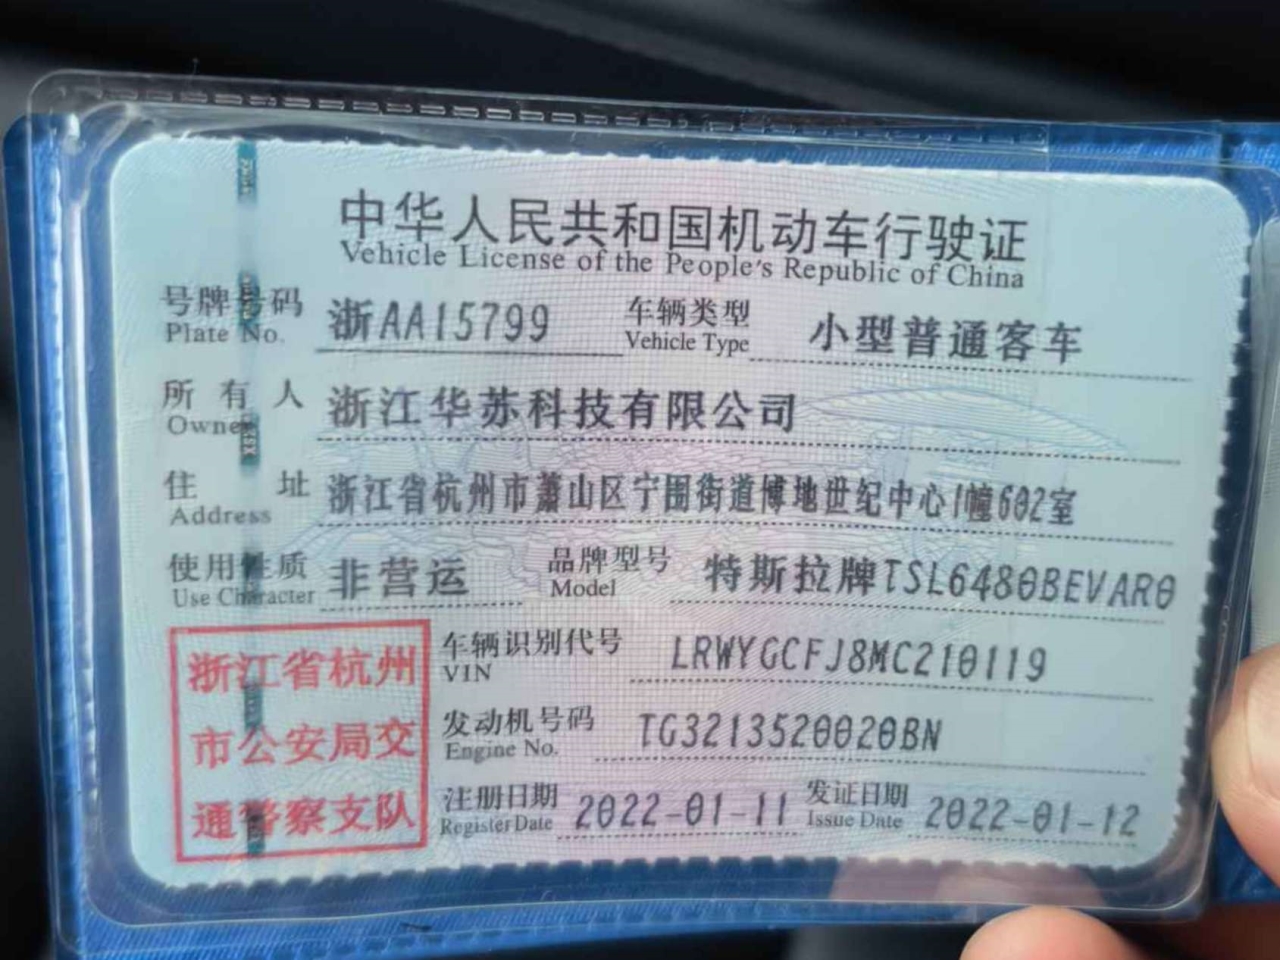 中华人民共和国机动车行驶证
Vehicle License of the People's Republic of China
号牌号码 浙AA15799 车辆类型 小型普通客车
Plate No. Vehicle Type
所有人 浙江华苏科技有限公司
Owner
住址 浙江省杭州市萧山区宁围街道博地世纪中心1幢602室
Address
使用性质 非营运 品牌型号 特斯拉牌TSL6480BEVAR0
Use Character Model
浙江省杭州
市公安局交
通警察支队
车辆识别代号 LRWYGCFJ8MC210119
VIN
发动机号码 TG3213520020BN
Engine No.
注册日期 2022-01-11 发证日期 2022-01-12
Register Date Issue Date